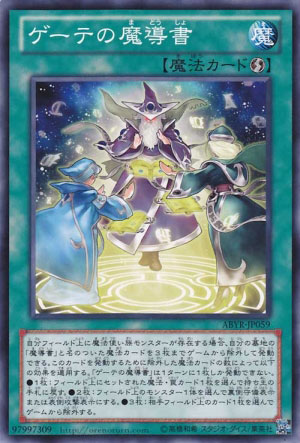 ゲーテの魔導書
まどうしょ
魔
【魔法カード】
ABYR-JP059
自分フィールド上に魔法使い族モンスターが存在する場合、自分の墓地の
「魔導書」と名のついた魔法カードを3枚までゲームから除外して発動
できる。このカードを発動するために除外した魔法カードの数によって以下
の効果を適用する。「ゲーテの魔導書」は1ターンに1枚しか発動できない。
●1枚:フィールド上にセットされた魔法・罠カード1枚を選んで持ち主の手
札に戻す。●2枚:フィールド上のモンスター1体を選んで裏側守備表示
または表側攻撃表示にする。●3枚:相手フィールド上のカード1枚を選ん
でゲームから除外する。
97997309
©高橋和希 スタジオ・ダイス/集英社